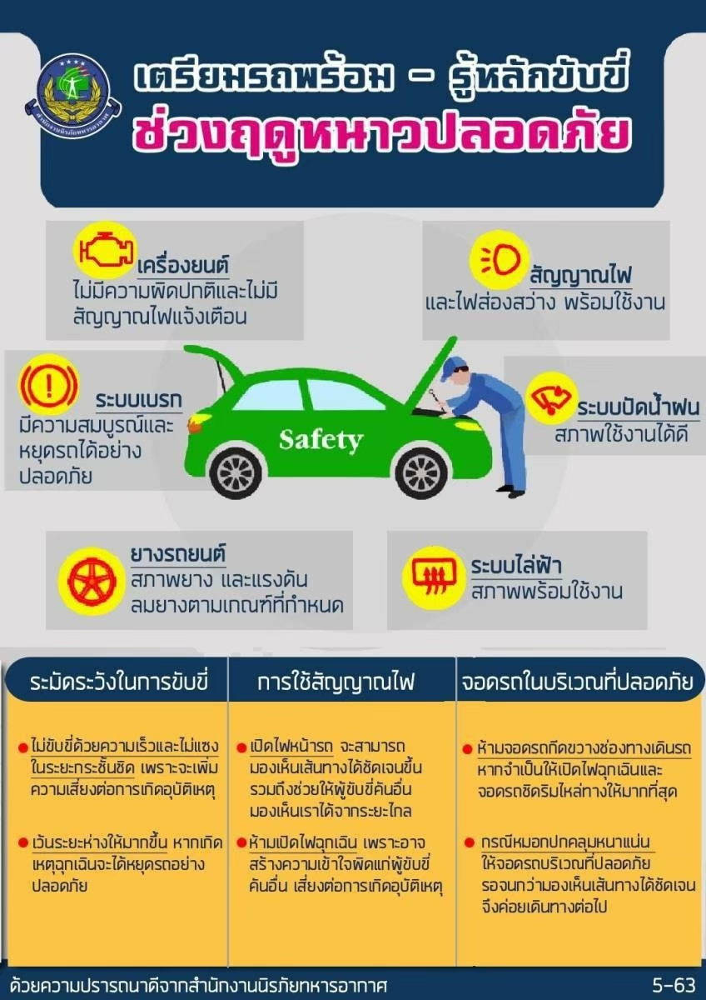 เตรียมรถพร้อม - รู้หลักขับขี่
ช่วงฤดูหนาวปลอดภัย
สำนักงานนิรภัยทหารอากาศ
เครื่องยนต์
ไม่มีความผิดปกติและไม่มี
สัญญาณไฟแจ้งเตือน
สัญญาณไฟ
และไฟส่องสว่าง พร้อมใช้งาน
ระบบเบรก
มีความสมบูรณ์และ
หยุดรถได้อย่าง
ปลอดภัย
Safety
ระบบปัดน้ำฝน
สภาพใช้งานได้ดี
ยางรถยนต์
สภาพยาง และแรงดัน
ลมยางตามเกณฑ์ที่กำหนด
ระบบไล่ฝ้า
สภาพพร้อมใช้งาน
ระมัดระวังในการขับขี่
ไม่ขับขี่ด้วยความเร็วและไม่แซง
ในระยะกระชั้นชิด เพราะจะเพิ่ม
ความเสี่ยงต่อการเกิดอุบัติเหตุ
เว้นระยะห่างให้มากขึ้น หากเกิด
เหตุฉุกเฉินจะได้หยุดรถอย่าง
ปลอดภัย
การใช้สัญญาณไฟ
เปิดไฟหน้ารถ จะสามารถ
มองเห็นเส้นทางได้ชัดเจนขึ้น
รวมถึงช่วยให้ผู้ขับขี่คันอื่น
มองเห็นเราได้จากระยะไกล
ห้ามเปิดไฟฉุกเฉิน เพราะอาจ
สร้างความเข้าใจผิดแก่ผู้ขับขี่
คันอื่น เสี่ยงต่อการเกิดอุบัติเหตุ
จอดรถในบริเวณที่ปลอดภัย
ห้ามจอดรถกีดขวางช่องทางเดินรถ
หากจำเป็นให้เปิดไฟฉุกเฉินและ
จอดรถชิดริมไหล่ทางให้มากที่สุด
กรณีหมอกปกคลุมหนาแน่น
ให้จอดรถบริเวณที่ปลอดภัย
รอจนกว่ามองเห็นเส้นทางได้ชัดเจน
จึงค่อยเดินทางต่อไป
ด้วยความปรารถนาดีจากสำนักงานนิรภัยทหารอากาศ
5-63